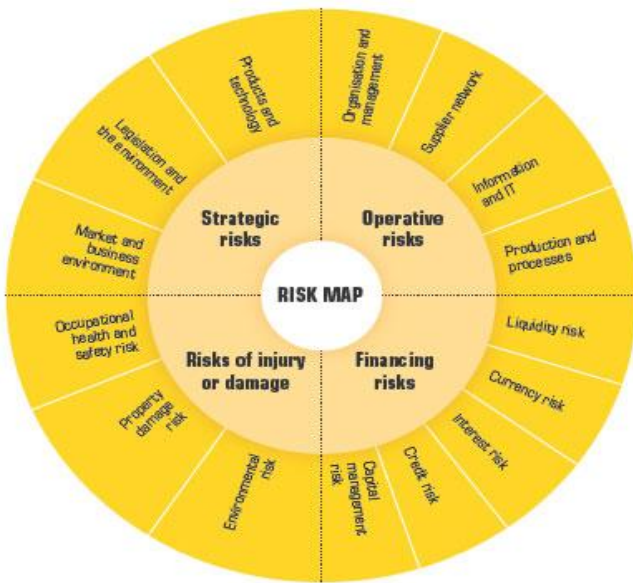 RISK MAP
Strategic
risks
Products and
technology
Legislation and
the environment
Market and
business
environment
Operative
risks
Organisation and
management
Supplier network
Information
and IT
Production and
processes
Financing
risks
Liquidity risk
Currency risk
Interest risk
Credit risk
Capital
management
risk
Risks of injury
or damage
Environmental
risk
Property
damage
risk
Occupational
health and
safety risk